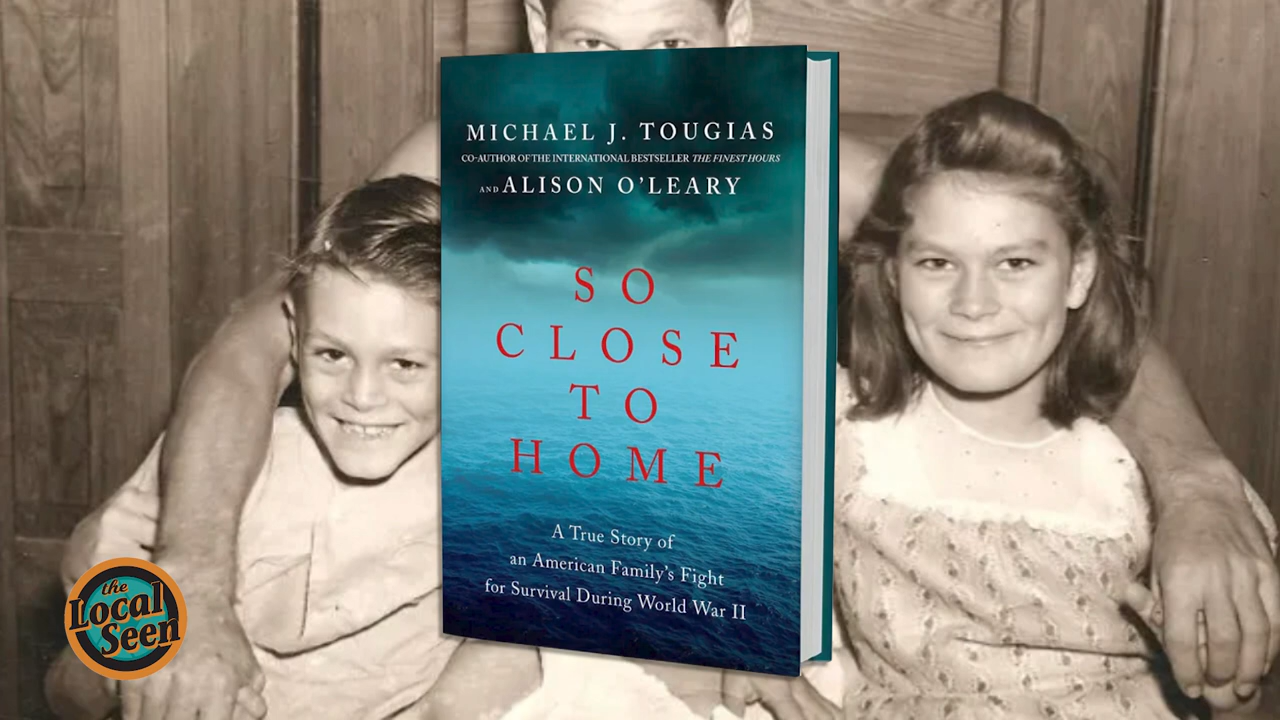 MICHAEL J. TOUGIAS
CO-AUTHOR OF THE INTERNATIONAL BESTSELLER THE FINEST HOURS
AND ALISON O'LEARY
SO
CLOSE
TO
HOME
A True Story of
an American Family's Fight
for Survival During World War II
the
Local
Seen